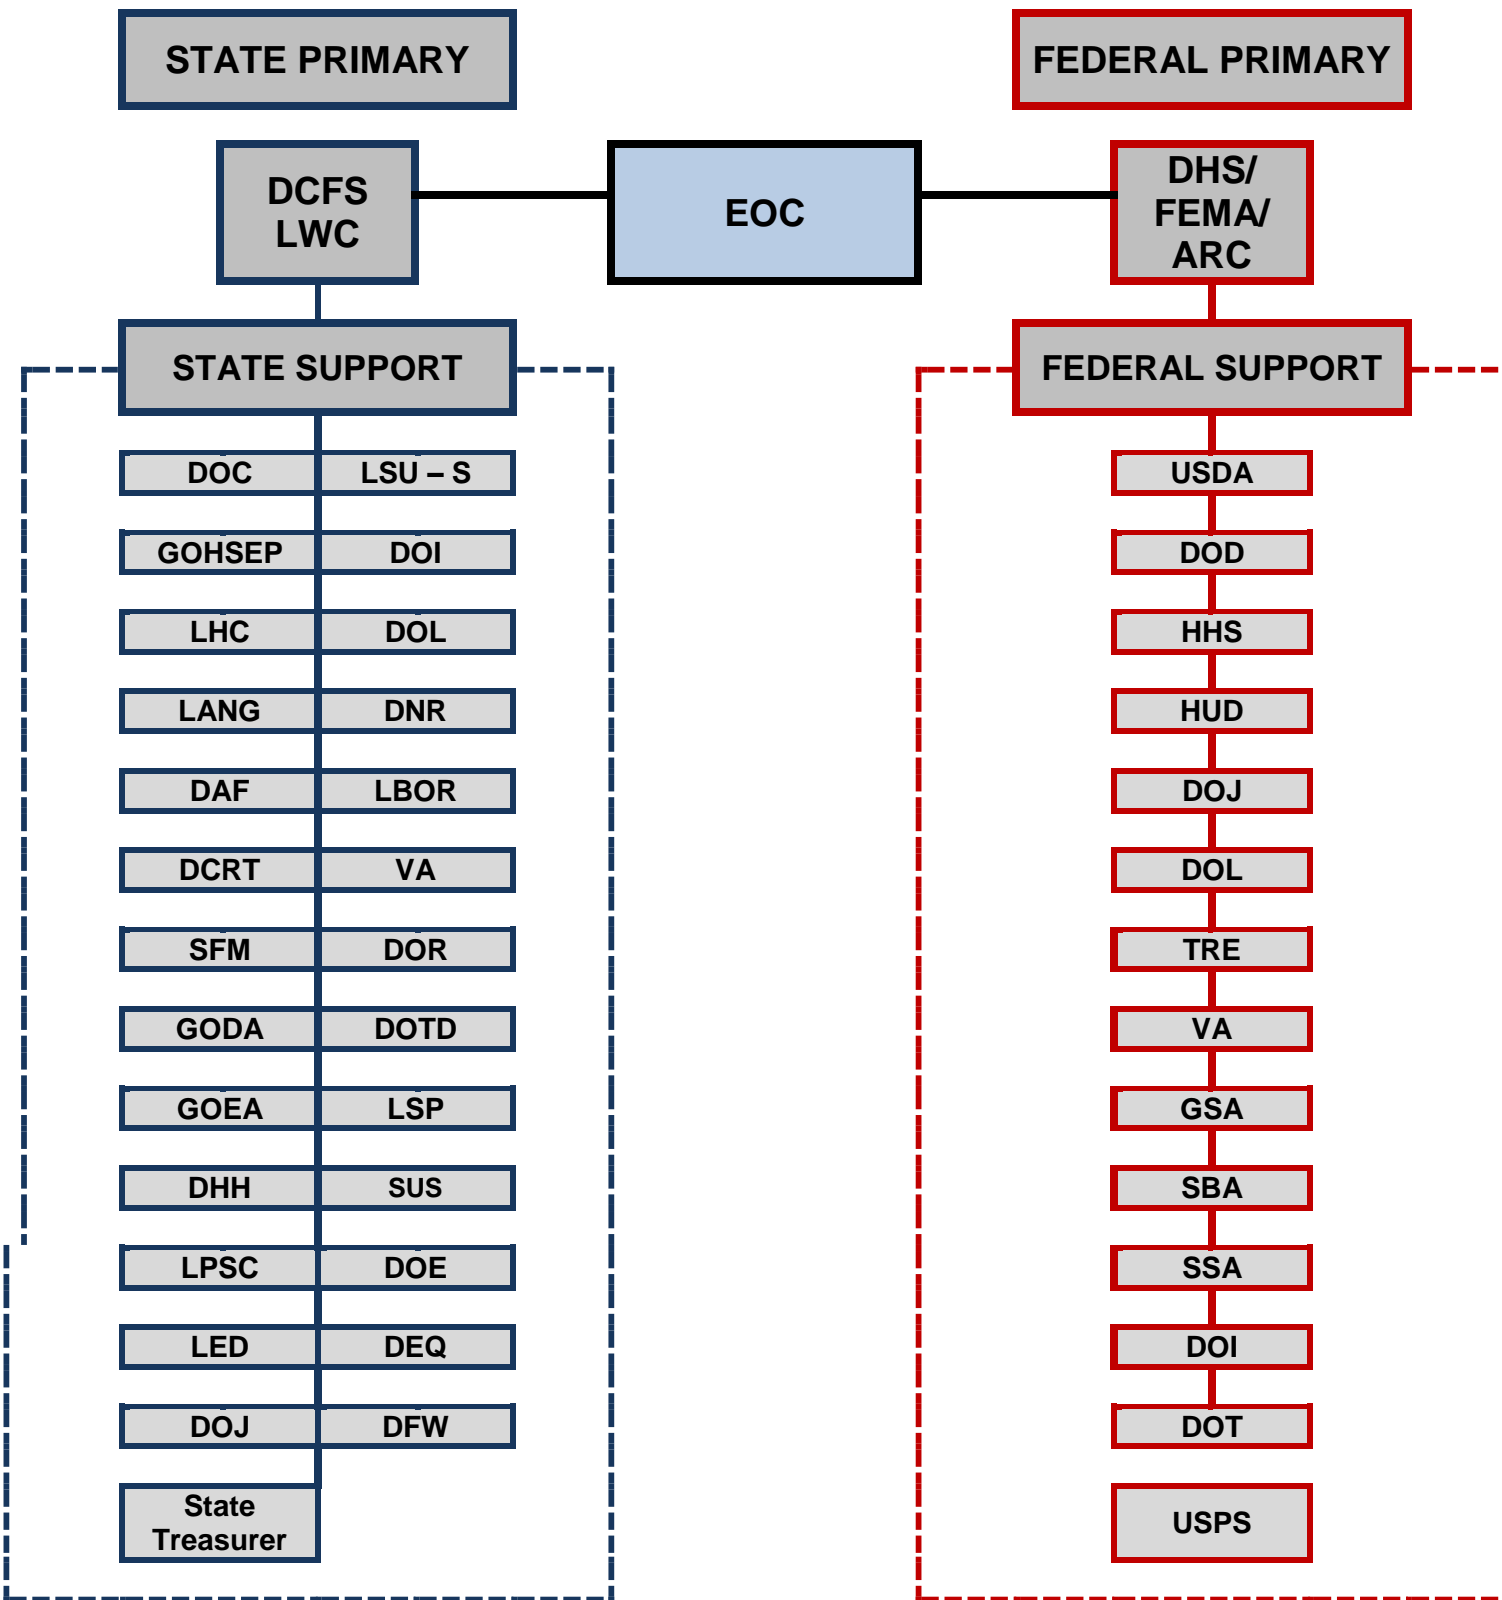 STATE PRIMARY
FEDERAL PRIMARY
DCFS
LWC
EOC
DHS/
FEMA/
ARC
STATE SUPPORT
FEDERAL SUPPORT
DOC
LSU – S
USDA
GOHSEP
DOI
DOD
LHC
DOL
HHS
LANG
DNR
HUD
DAF
LBOR
DOJ
DCRT
VA
DOL
SFM
DOR
TRE
GODA
DOTD
VA
GOEA
LSP
GSA
DHH
SUS
SBA
LPSC
DOE
SSA
LED
DEQ
DOI
DOJ
DFW
DOT
State
Treasurer
USPS